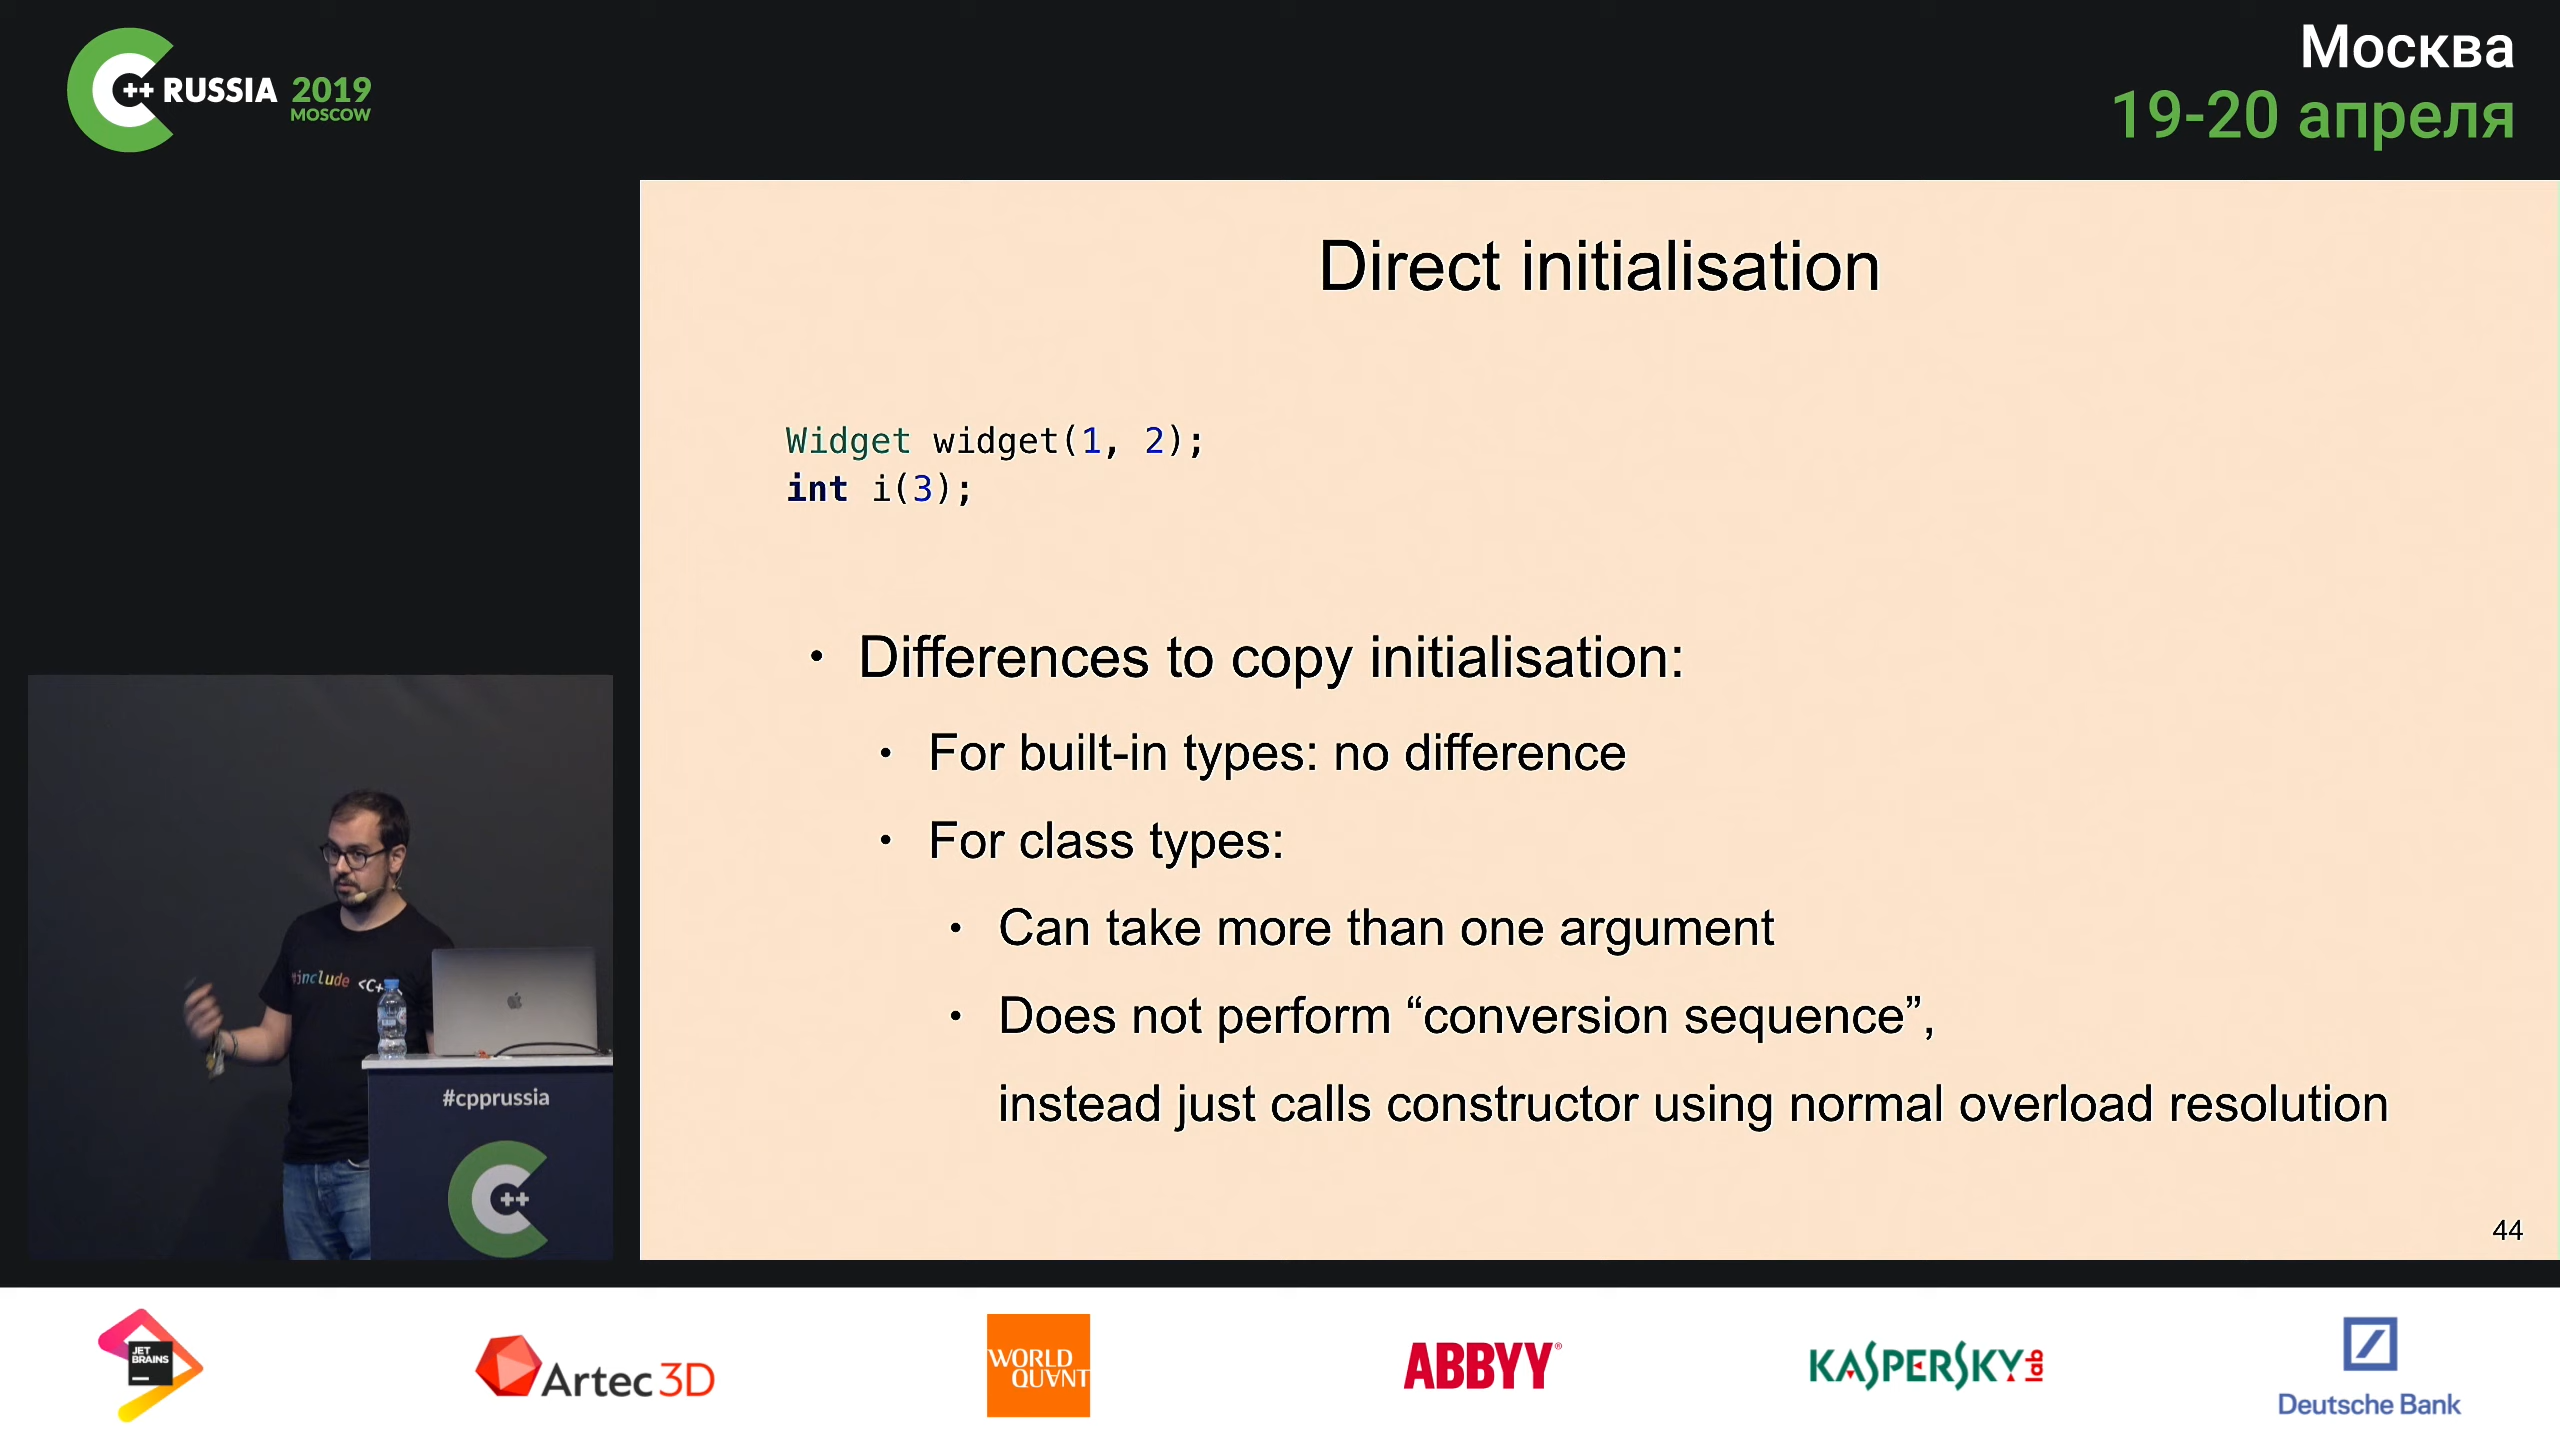 C++ RUSSIA 2019
MOSCOW
Москва
19-20 апреля
Direct initialisation
Widget widget(1, 2);
int i(3);
• Differences to copy initialisation:
• For built-in types: no difference
• For class types:
• Can take more than one argument
• Does not perform “conversion sequence”,
instead just calls constructor using normal overload resolution
44
#include <C+
#cpprussia
C++
JET
BRAINS
Artec 3D
WORLD
QUANT
ABBYY®
KASPERSKY lab
Deutsche Bank